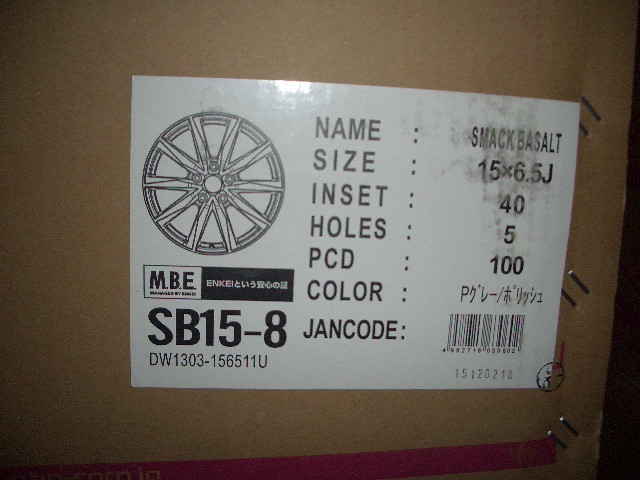 NAME : SMACK BASALT
SIZE : 15×6.5J
INSET : 40
HOLES : 5
PCD : 100
COLOR : Pグレー/ポリッシュ
JANCODE:
M.B.E.
MANAGED BY ENKEI
ENKEIという安心の証
SB15-8
DW1303-156511U
15120210